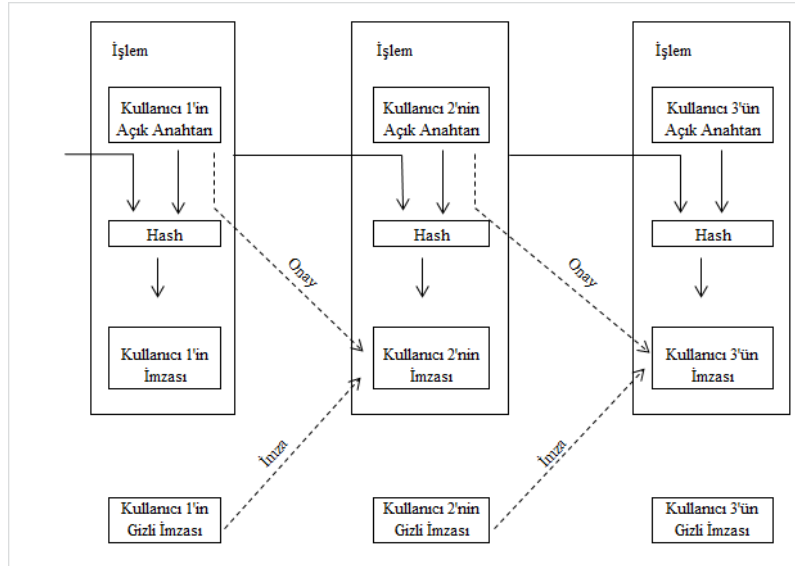 İşlem
İşlem
İşlem
Kullanıcı 1'in
Açık Anahtarı
Kullanıcı 2'nin
Açık Anahtarı
Kullanıcı 3'ün
Açık Anahtarı
Hash
Hash
Hash
Onay
Onay
Kullanıcı 1'in
İmzası
Kullanıcı 2'nin
İmzası
Kullanıcı 3'ün
İmzası
İmza
İmza
Kullanıcı 1'in
Gizli İmzası
Kullanıcı 2'nin
Gizli İmzası
Kullanıcı 3'ün
Gizli İmzası